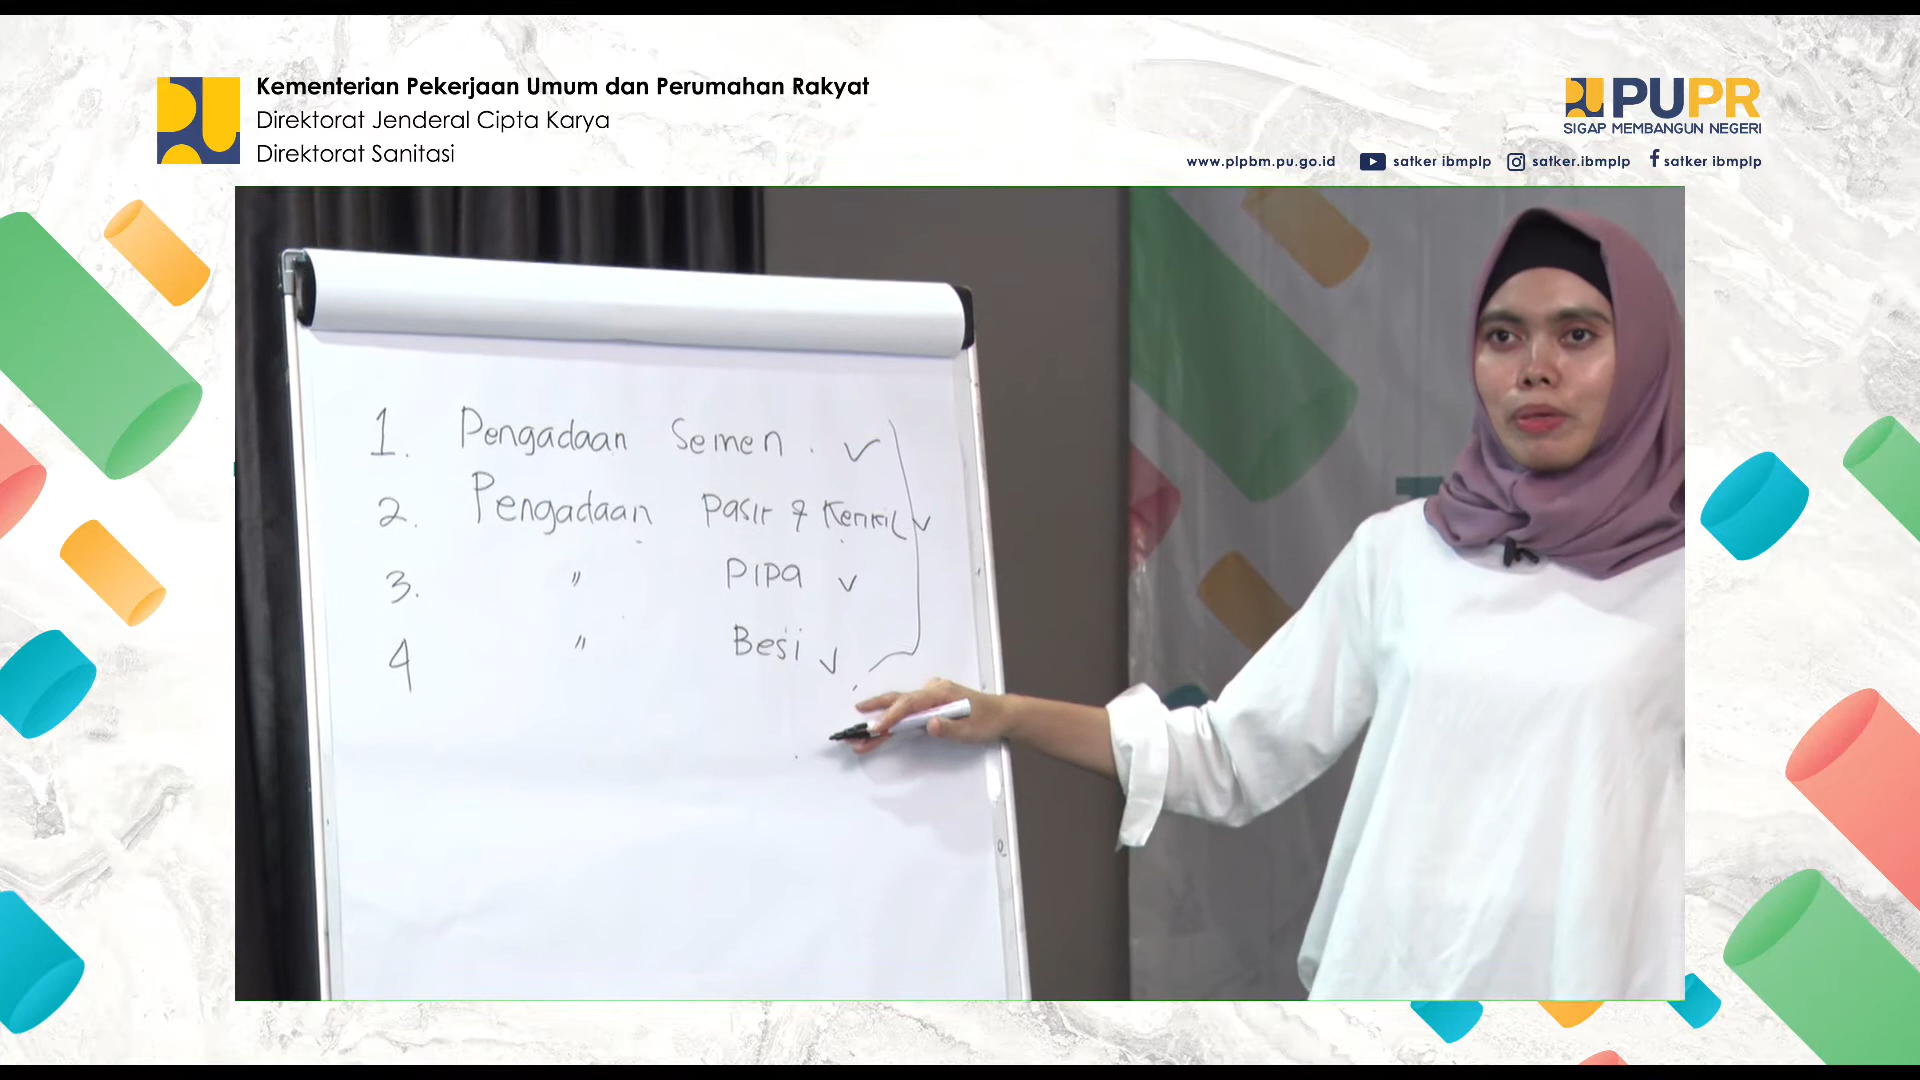 Kementerian Pekerjaan Umum dan Perumahan Rakyat
Direktorat Jenderal Cipta Karya
Direktorat Sanitasi
PUPR
SIGAP MEMBANGUN NEGERI
www.plpbm.pu.go.id satker ibmplp satker.ibmplp satker ibmplp
1. Pengadaan Semen.
2. Pengadaan Pasir & Kerikil
3. " PIPA
4 " Besi